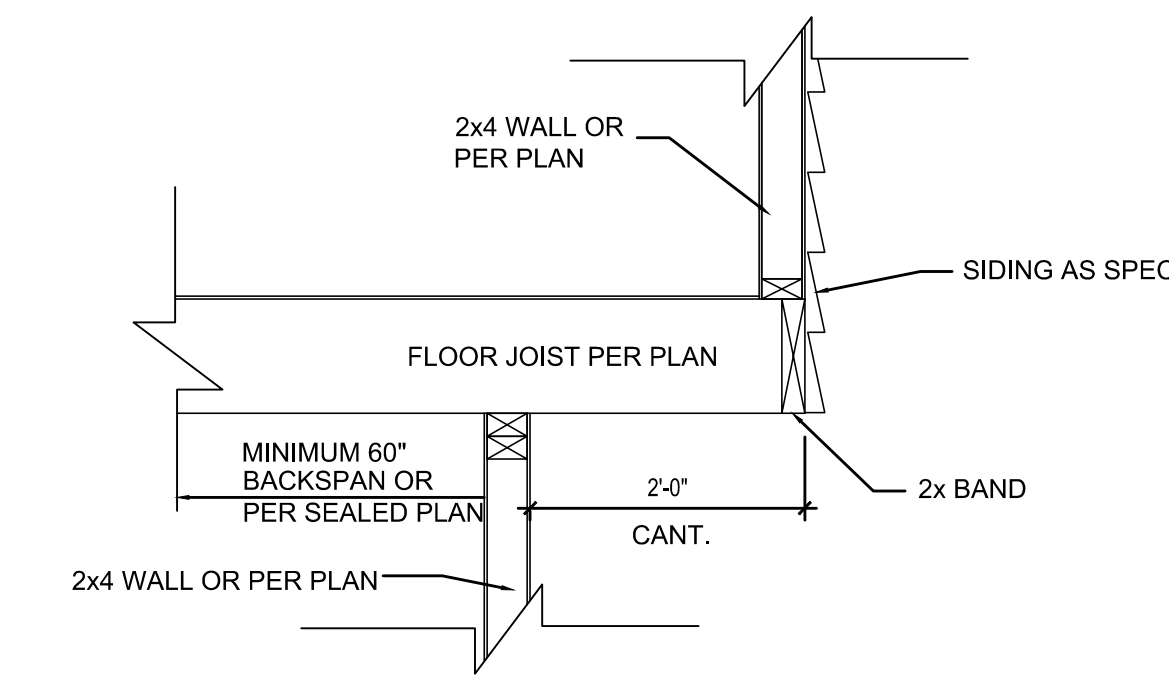 2x4 WALL OR
PER PLAN
SIDING AS SPEC
FLOOR JOIST PER PLAN
MINIMUM 60"
BACKSPAN OR
PER SEALED PLAN
2'-0"
CANT.
2x BAND
2x4 WALL OR PER PLAN